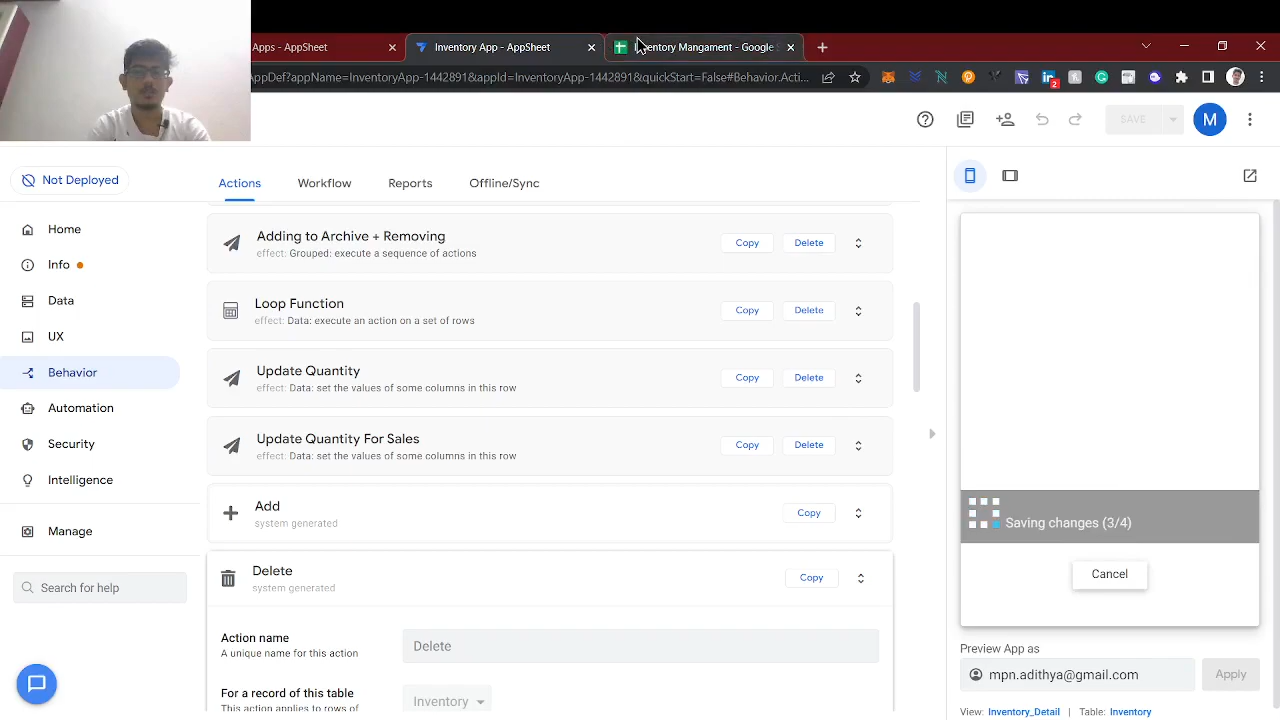 Apps - AppSheet
Inventory App - AppSheet
Inventory Mangament - Google S
AppDef?appName=InventoryApp-1442891&appId=InventoryApp-1442891&quickStart=False#Behavior.Acti...
2
SAVE
M
Not Deployed
Home
Info
Data
UX
Behavior
Automation
Security
Intelligence
Manage
Search for help
Actions
Workflow
Reports
Offline/Sync
Adding to Archive + Removing
effect: Grouped: execute a sequence of actions
Copy
Delete
Loop Function
effect: Data: execute an action on a set of rows
Copy
Delete
Update Quantity
effect: Data: set the values of some columns in this row
Copy
Delete
Update Quantity For Sales
effect: Data: set the values of some columns in this row
Copy
Delete
Add
system generated
Copy
Delete
system generated
Copy
Action name
A unique name for this action
Delete
For a record of this table
This action applies to rows of
Inventory
Saving changes (3/4)
Cancel
Preview App as
mpn.adithya@gmail.com
Apply
View: Inventory_Detail | Table: Inventory